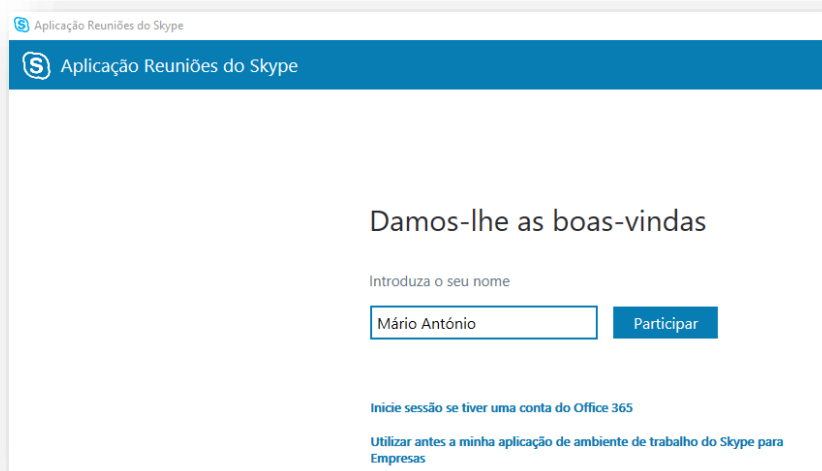 Aplicação Reuniões do Skype
Aplicação Reuniões do Skype
Damos-lhe as boas-vindas
Introduza o seu nome
Mário António
Participar
Inicie sessão se tiver uma conta do Office 365
Utilizar antes a minha aplicação de ambiente de trabalho do Skype para
Empresas